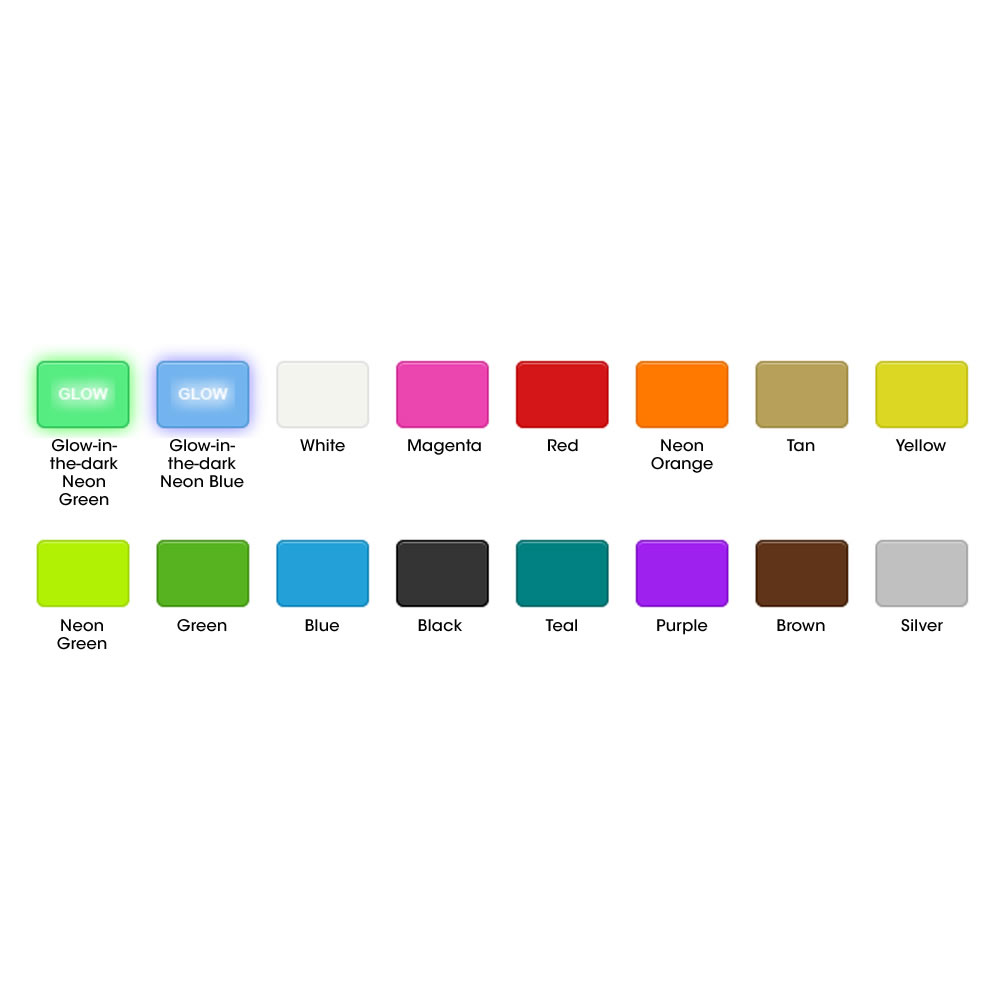 GLOW
GLOW
Glow-in-
the-dark
Neon
Green
Glow-in-
the-dark
Neon Blue
White
Magenta
Red
Neon
Orange
Tan
Yellow
Neon
Green
Green
Blue
Black
Teal
Purple
Brown
Silver